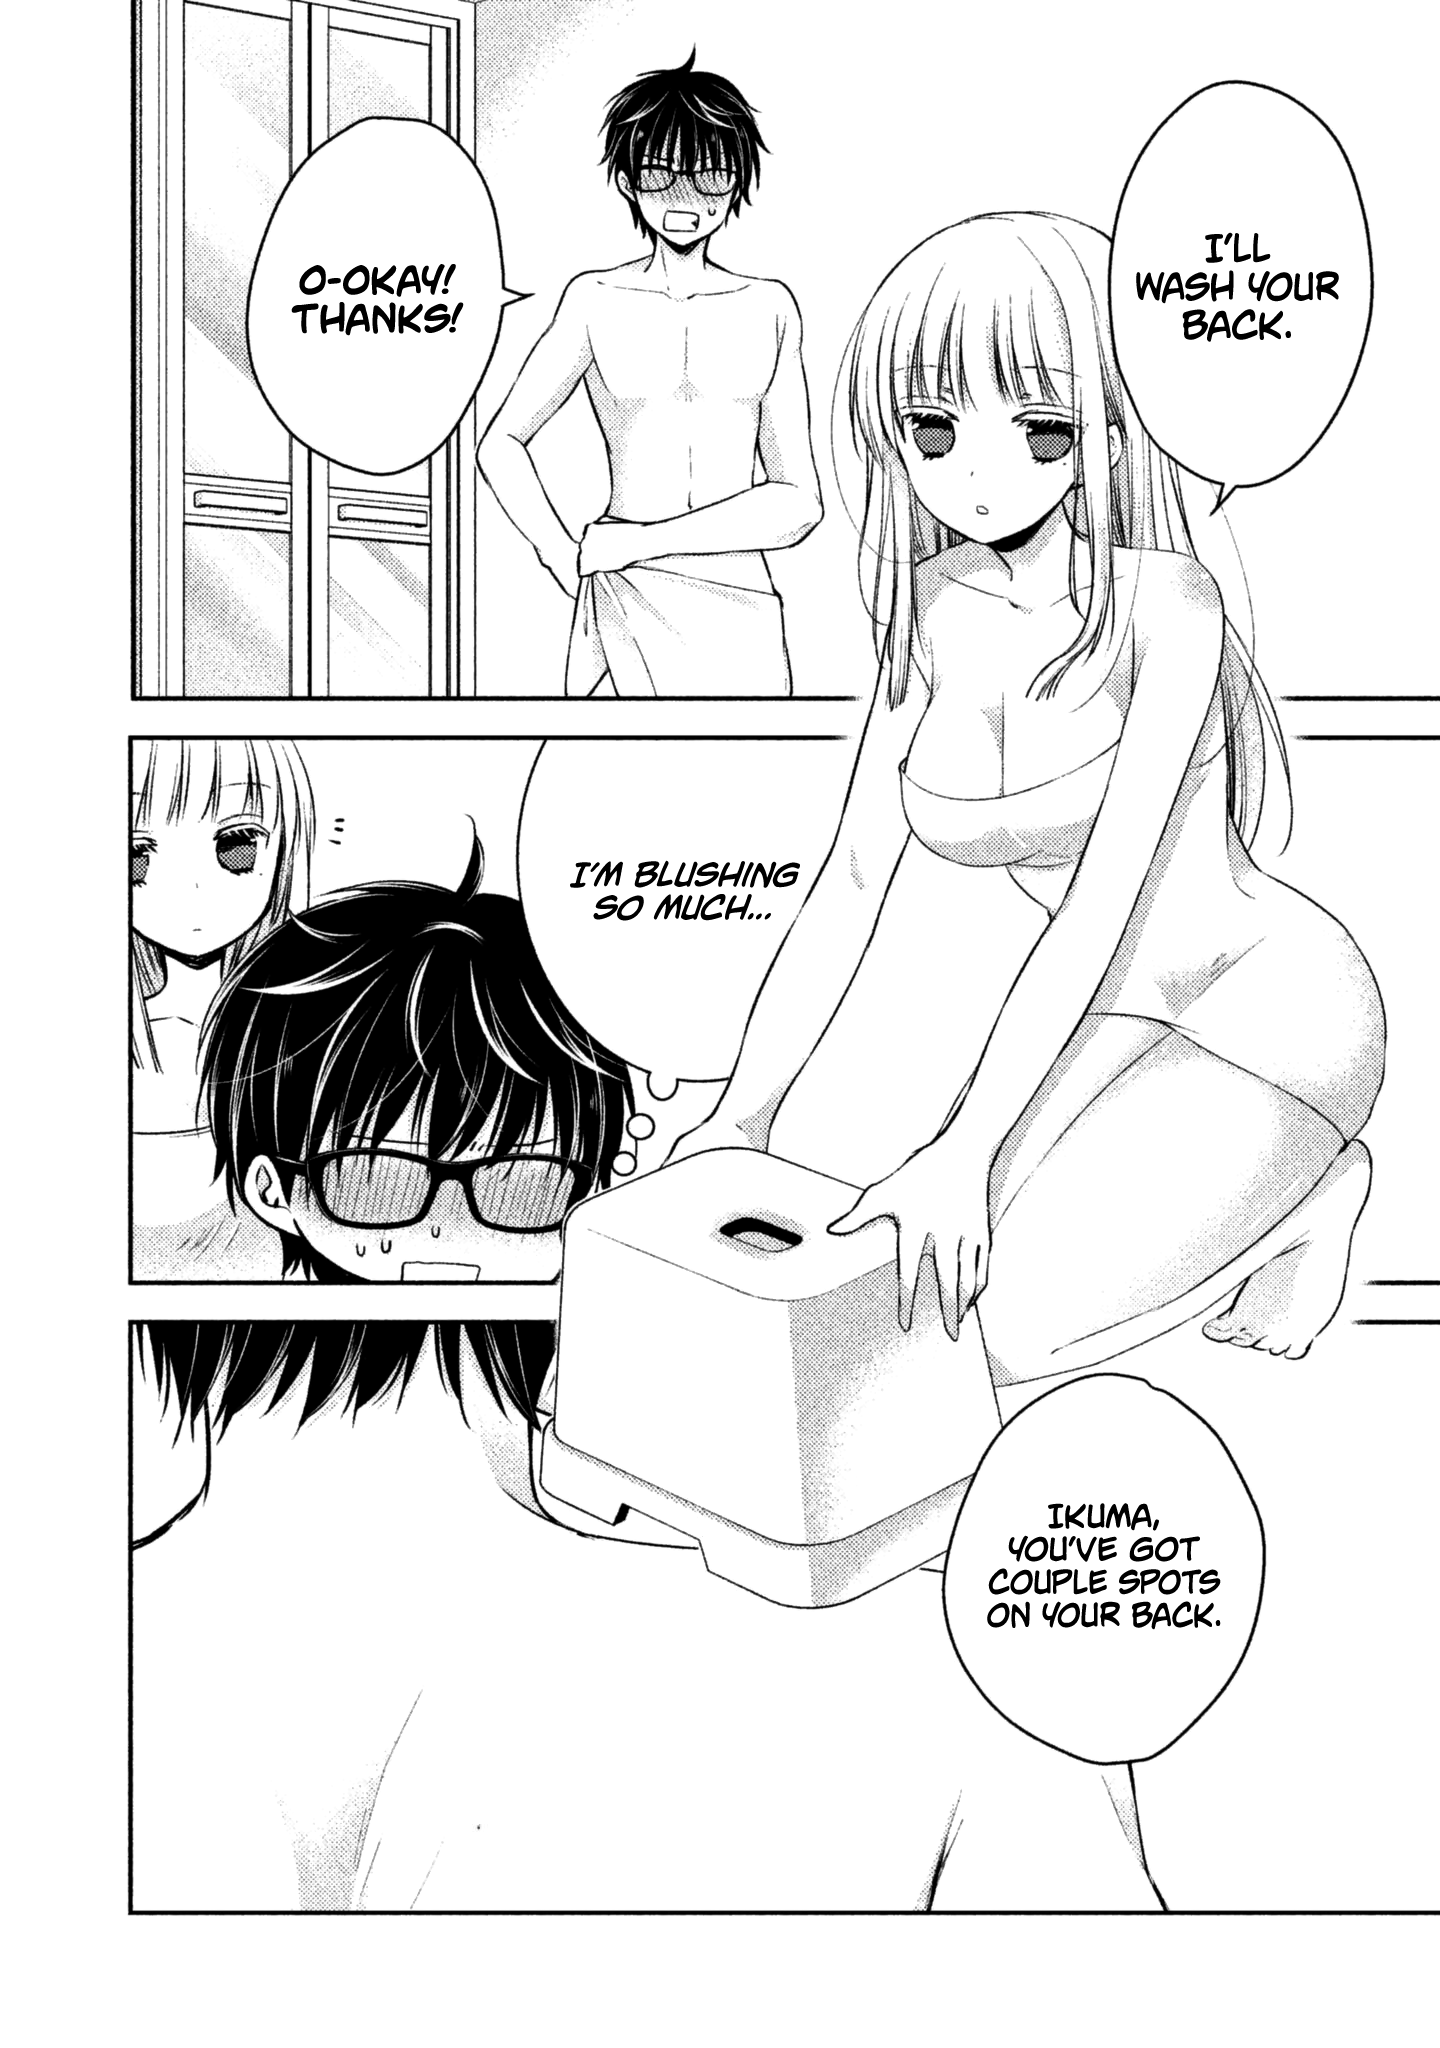 I'LL
WASH YOUR
BACK.
O-OKAY!
THANKS!
I'M BLUSHING
SO MUCH...
IKUMA,
YOU'VE GOT
COUPLE SPOTS
ON YOUR BACK.